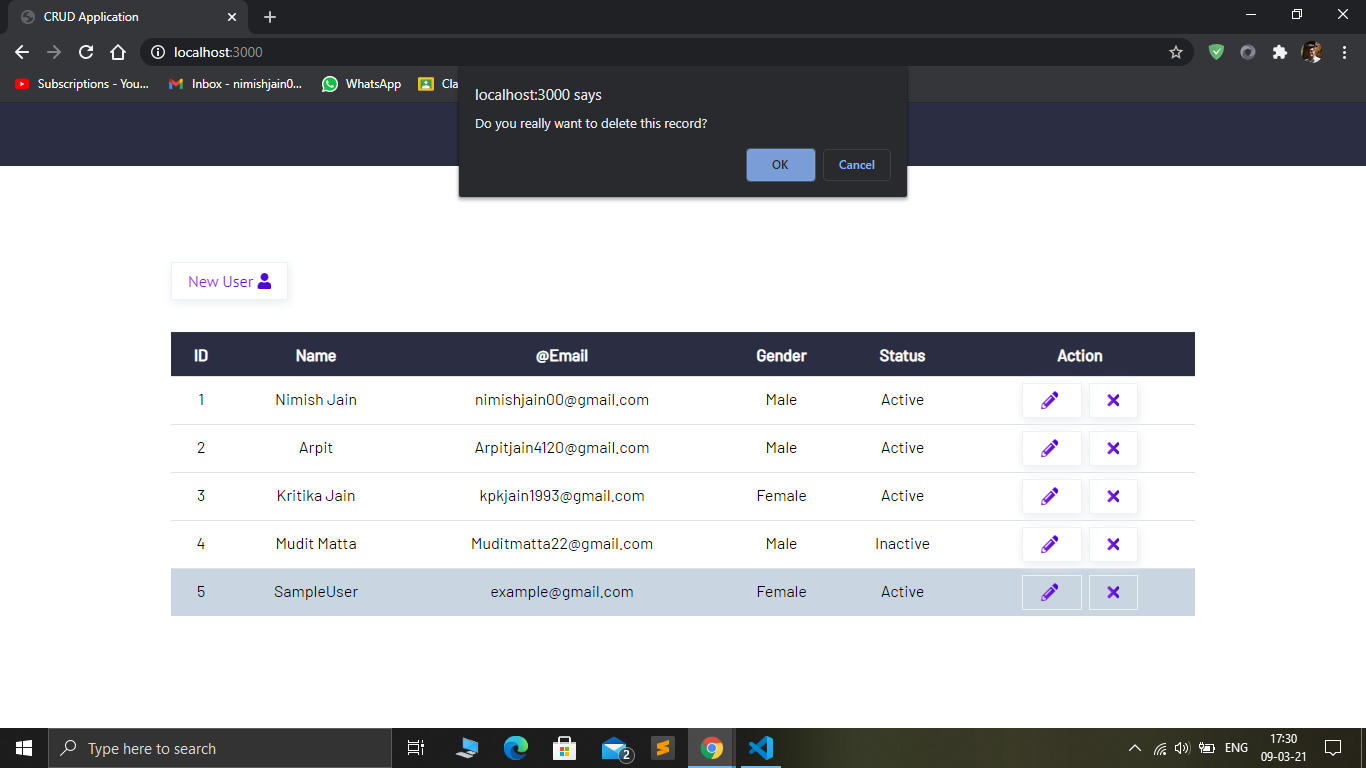 CRUD Application
localhost:3000
Subscriptions - You...
Inbox - nimishjain0...
WhatsApp
Cla
localhost:3000 says
Do you really want to delete this record?
OK Cancel
New User
ID Name @Email Gender Status Action
1 Nimish Jain nimishjain00@gmail.com Male Active
2 Arpit Arpitjain4120@gmail.com Male Active
3 Kritika Jain kpkjain1993@gmail.com Female Active
4 Mudit Matta Muditmatta22@gmail.com Male Inactive
5 SampleUser example@gmail.com Female Active
Type here to search
2
ENG
17:30
09-03-21